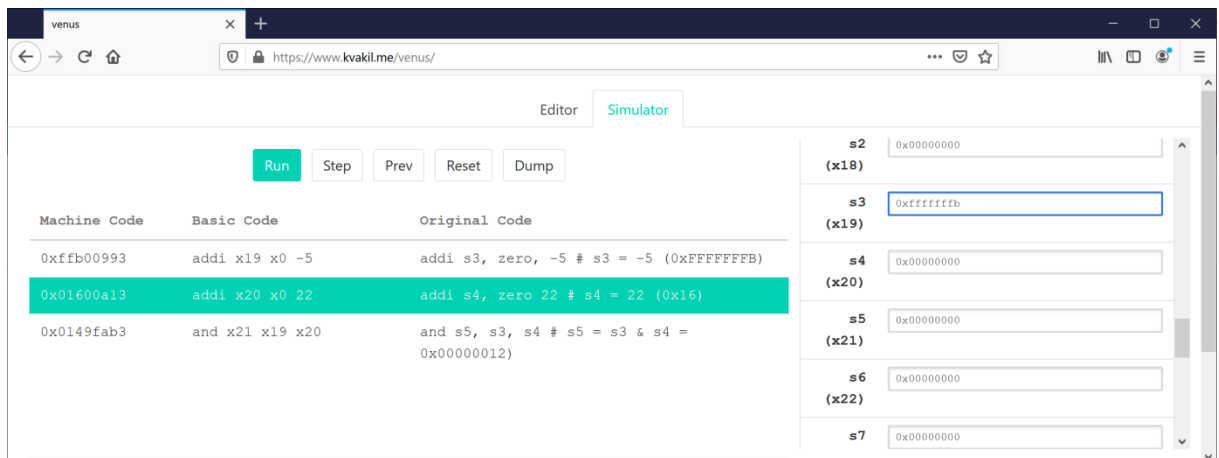 venus
https://www.kvakil.me/venus/
Editor Simulator
Run Step Prev Reset Dump
Machine Code Basic Code Original Code
0xffb00993 addi x19 x0 -5 addi s3, zero, -5 # s3 = -5 (0xFFFFFFFB)
0x01600a13 addi x20 x0 22 addi s4, zero 22 # s4 = 22 (0x16)
0x0149fab3 and x21 x19 x20 and s5, s3, s4 # s5 = s3 & s4 =
0x00000012)
s2 0x00000000
(x18)
s3 0xfffffffb
(x19)
s4 0x00000000
(x20)
s5 0x00000000
(x21)
s6 0x00000000
(x22)
s7 0x00000000